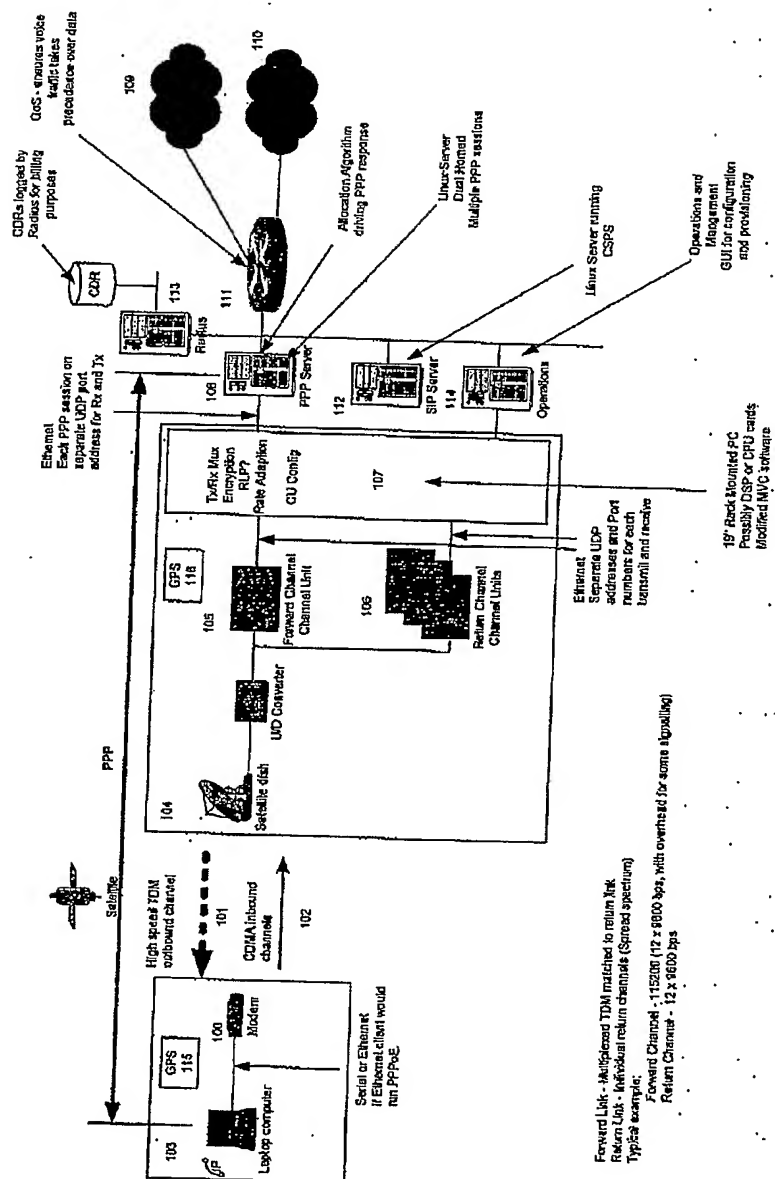 CDRs logged by
Radius for billing
purposes
QoS - ensures voice
traffic takes
precedence over data
CDR
113
Radius
109
110
111
Ethernet
Each PPP session on
separate UDP port
address for Rx and Tx
108
PPP Server
Allocation Algorithm
driving PPP response
Linux Server
Dual Homed
Multiple PPP sessions
112
SIP Server
Linux Server running
CSPS
114
Operations
Operations and
Mangement
GUI for configuration
and provisioning
Satellite
PPP
High speed TDM
outbound channel
101
CDMA inbound
channels
102
104
Satellite dish
U/D Converter
GPS
116
105
Forward Channel
Channel Unit
106
Return Channel
Channel Units
Tx/Rx Mux
Encryption
RLP?
Rate Adaption
CU Config
107
Ethernet
Separate UDP
addresses and Port
numbers for each
transmit and receive
19" Rack Mounted PC
Possibly DSP or CPU cards
Modified MVC software
103
IP
Laptop computer
GPS
115
100
Modem
Serial or Ethernet
If Ethernet client would
run PPPoE
Forward Link - Multiplexed TDM matched to return link
Return Link - Individual return channels (Spread spectrum)
Typical example;
Forward Channel - 115200 (12 x 9600 bps, with overhead for some signalling)
Return Channel - 12 x 9600 bps